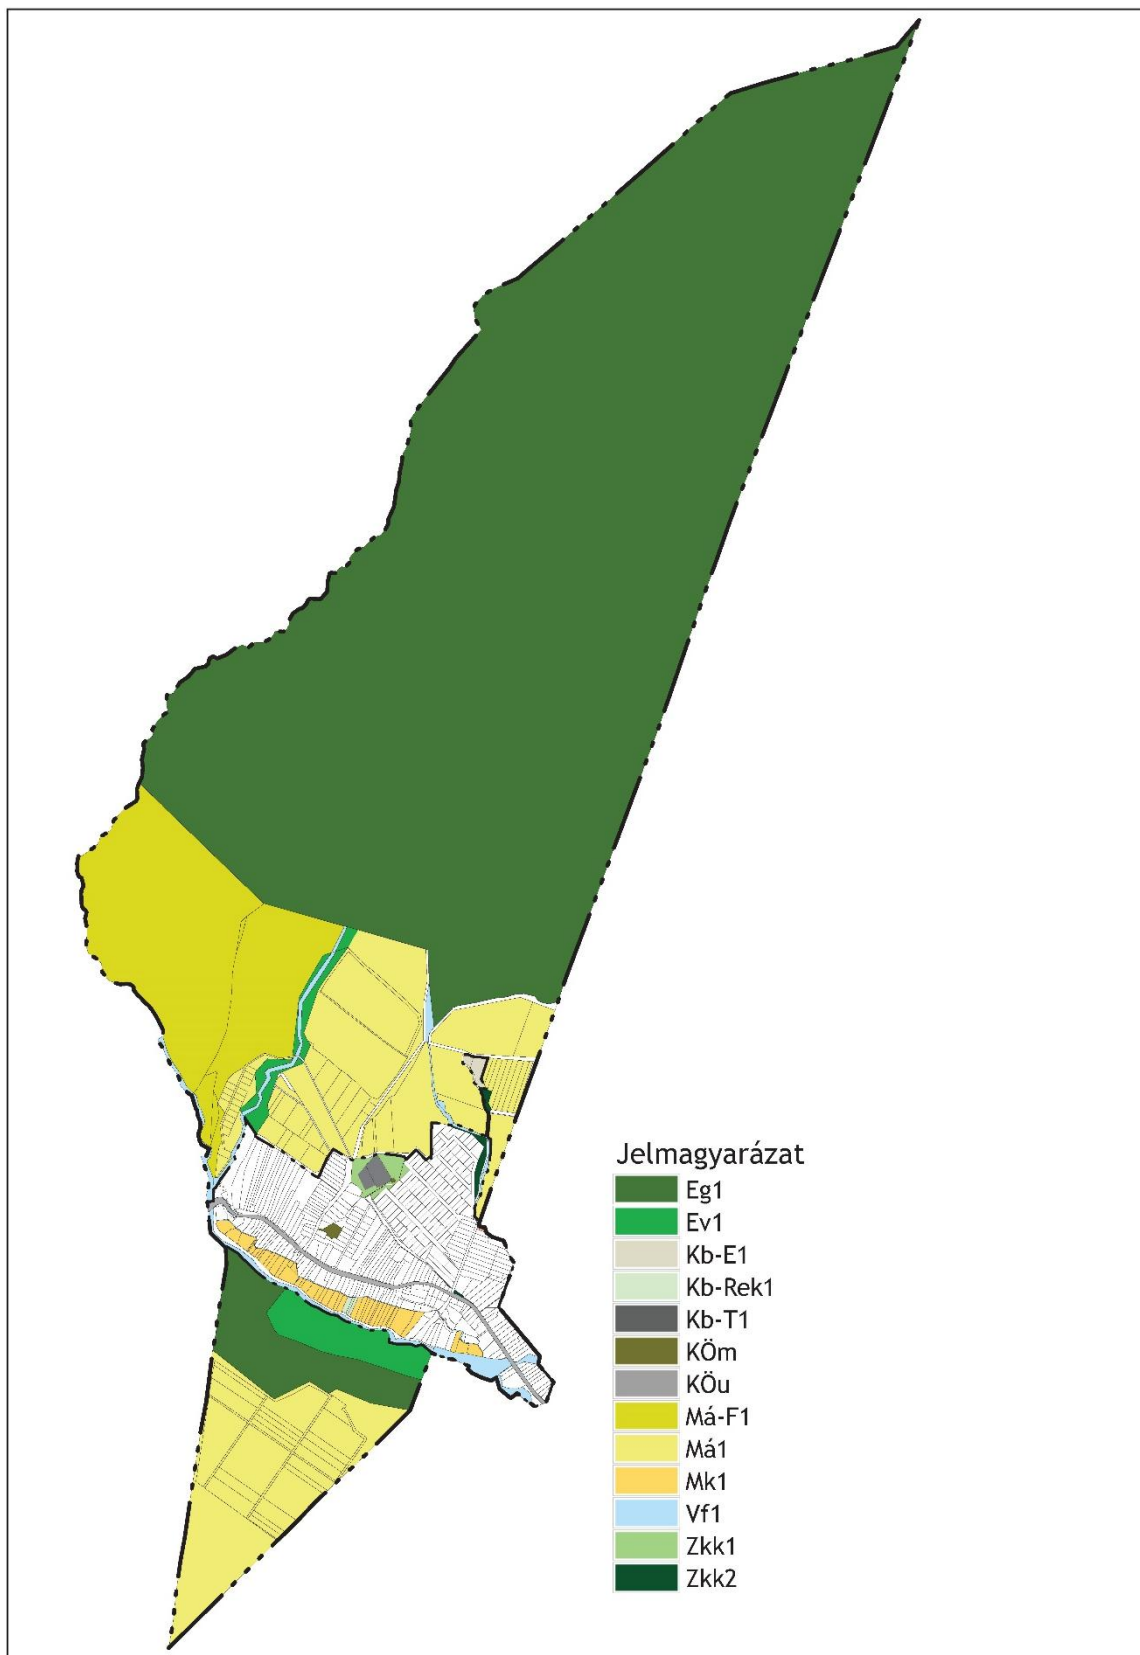 Jelmagyarázat
Eg1
Ev1
Kb-E1
Kb-Rek1
Kb-T1
KÖm
KÖu
Má-F1
Má1
Mk1
Vf1
Zkk1
Zkk2